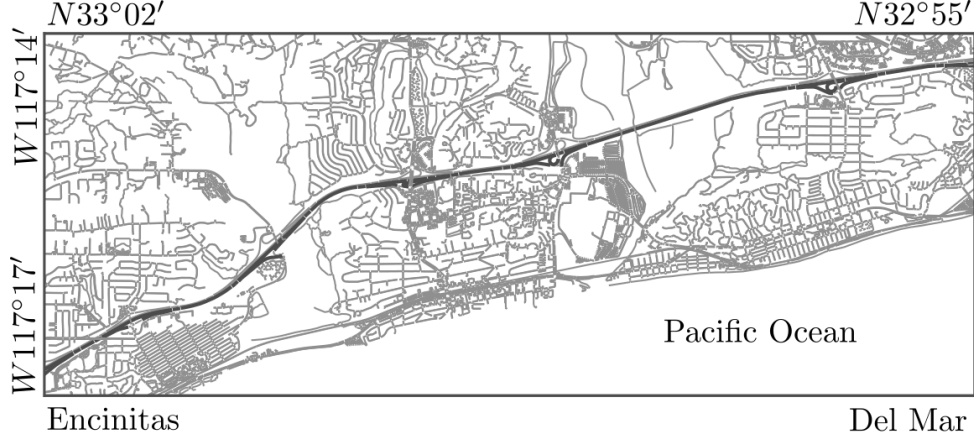 N33°02′
N32°55′
W117°14′
W117°17′
Pacific Ocean
Encinitas
Del Mar